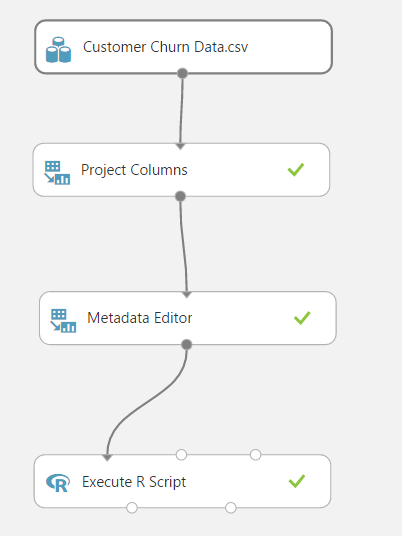 Customer Churn Data.csv
Project Columns
Metadata Editor
Execute R Script